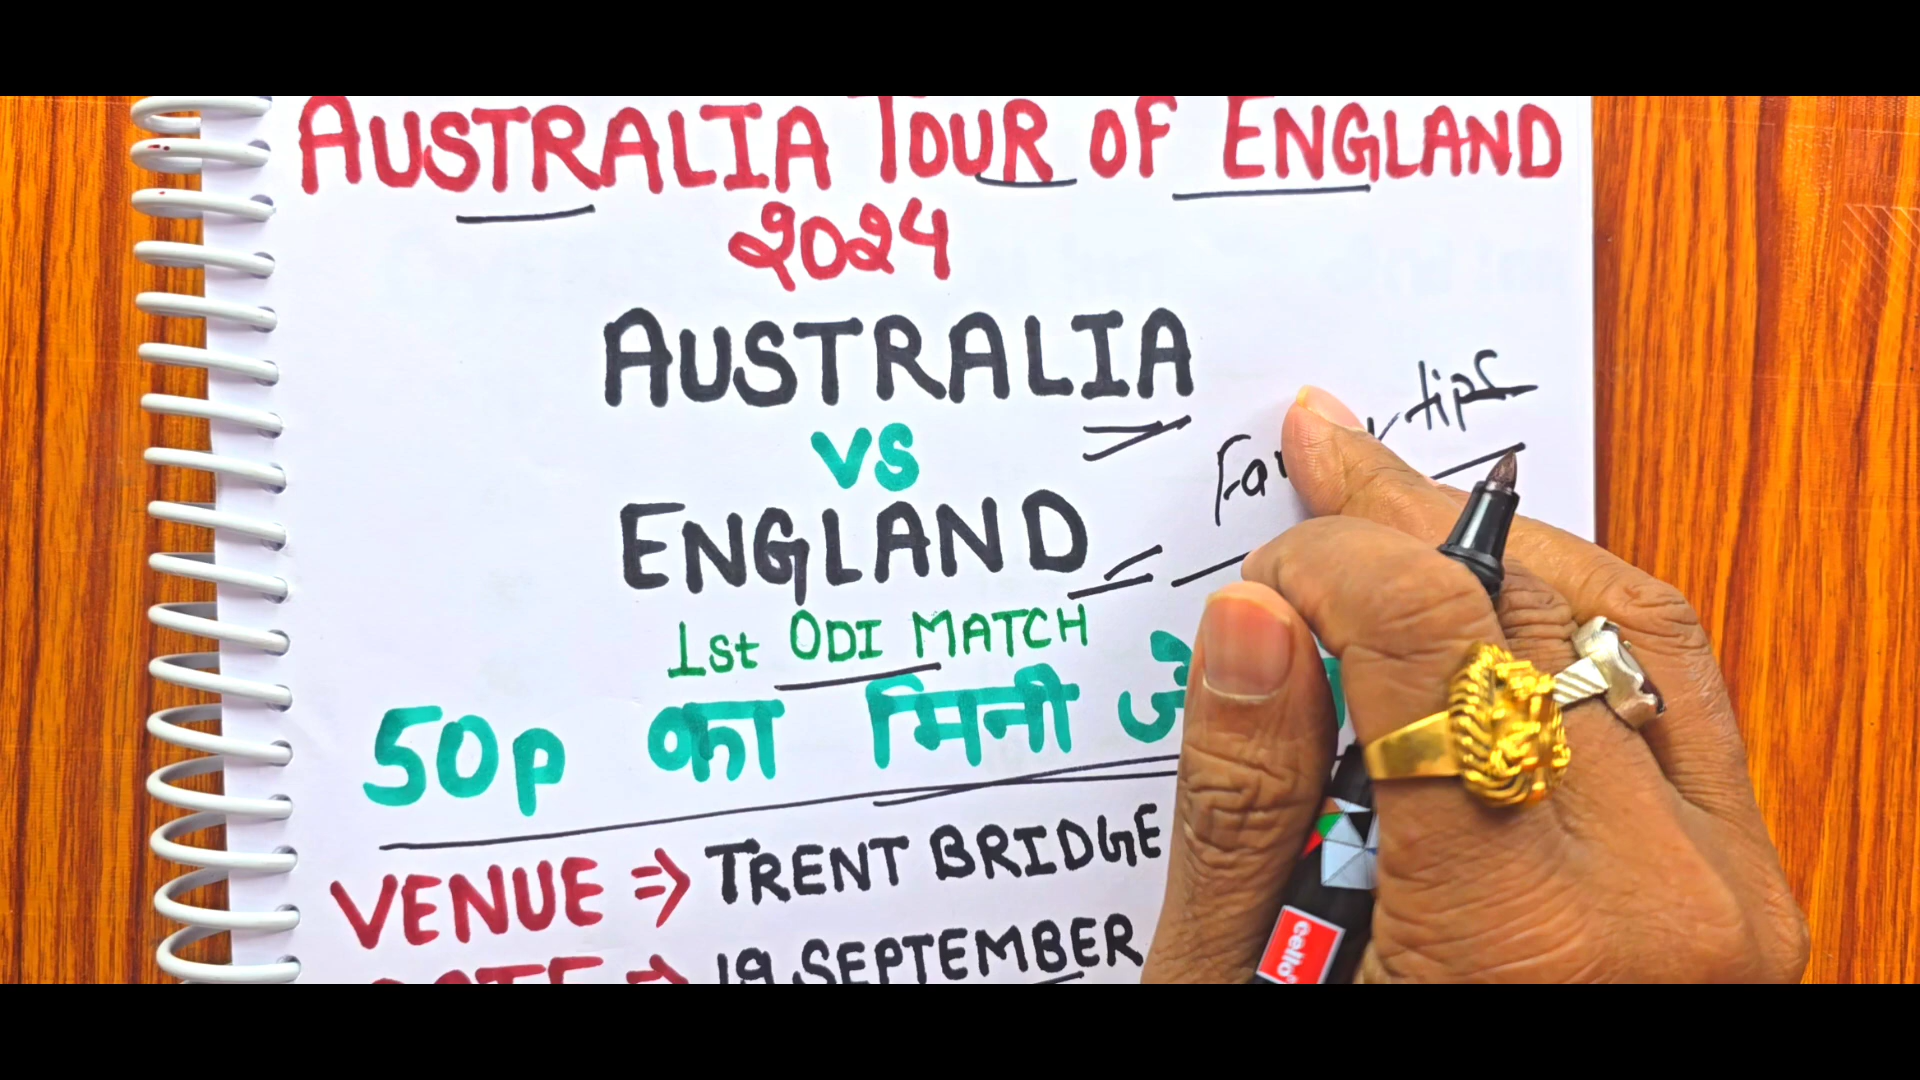 AUSTRALIA TOUR OF ENGLAND
2024
AUSTRALIA
tips
VS
ENGLAND
1st ODI MATCH
50p का मिनी
VENUE ⇒ TRENT BRIDGE
DATE ⇒ 19 SEPTEMBER
cello